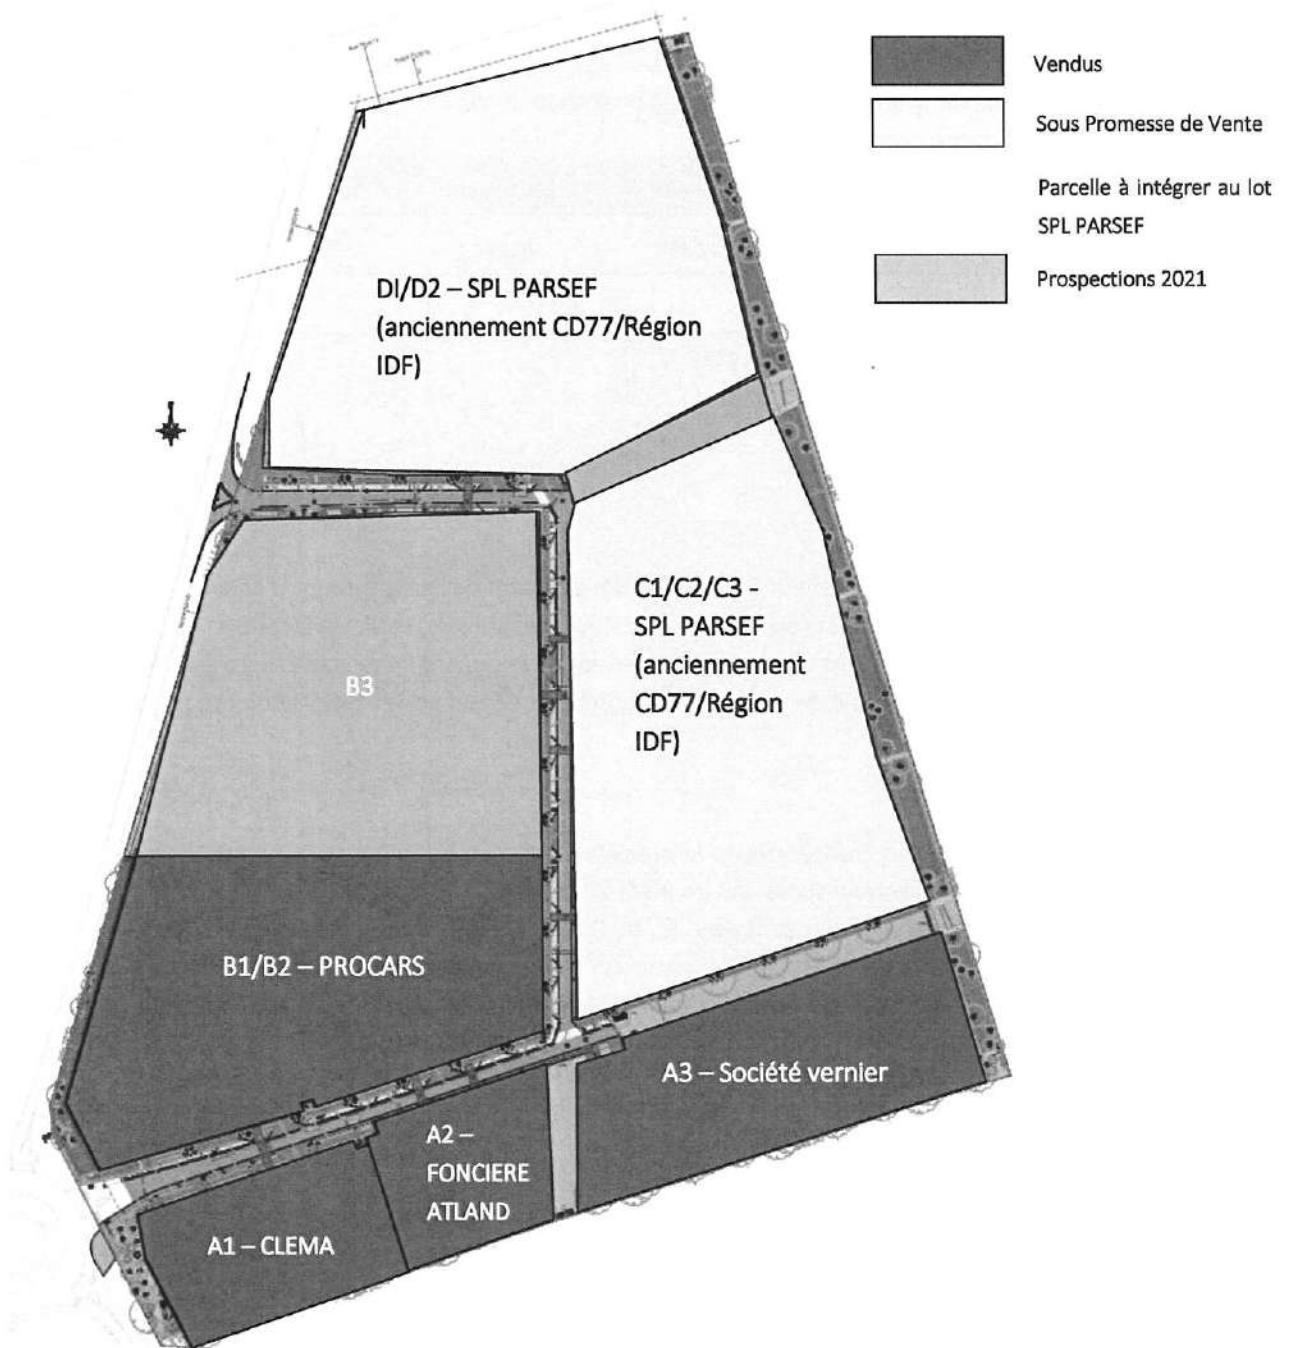 Vendus
Sous Promesse de Vente
Parcelle à intégrer au lot
SPL PARSEF
Prospections 2021
DI/D2 – SPL PARSEF
(anciennement CD77/Région
IDF)
C1/C2/C3 -
SPL PARSEF
(anciennement
CD77/Région
IDF)
B3
B1/B2 – PROCARS
A3 – Société vernier
A2 –
FONCIERE
ATLAND
A1 – CLEMA